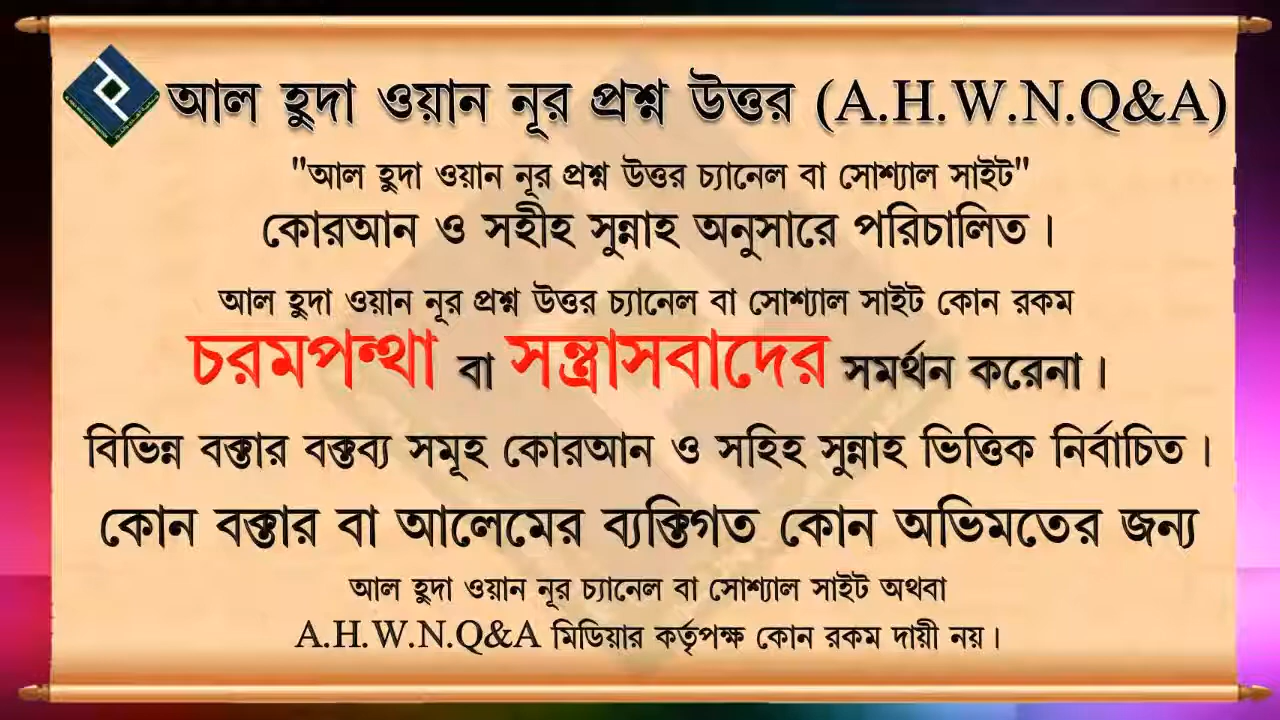 আল হুদা ওয়ান নূর প্রশ্ন উত্তর (A.H.W.N.Q&A)
"আল হুদা ওয়ান নূর প্রশ্ন উত্তর চ্যানেল বা সোশ্যাল সাইট"
কোরআন ও সহীহ সুন্নাহ অনুসারে পরিচালিত ।
আল হুদা ওয়ান নূর প্রশ্ন উত্তর চ্যানেল বা সোশ্যাল সাইট কোন রকম
চরমপন্থা বা সন্ত্রাসবাদের সমর্থন করেনা ।
বিভিন্ন বক্তার বক্তব্য সমূহ কোরআন ও সহিহ সুন্নাহ ভিত্তিক নির্বাচিত ।
কোন বক্তার বা আলেমের ব্যক্তিগত কোন অভিমতের জন্য
আল হুদা ওয়ান নূর চ্যানেল বা সোশ্যাল সাইট অথবা
A.H.W.N.Q&A মিডিয়ার কর্তৃপক্ষ কোন রকম দায়ী নয় ।